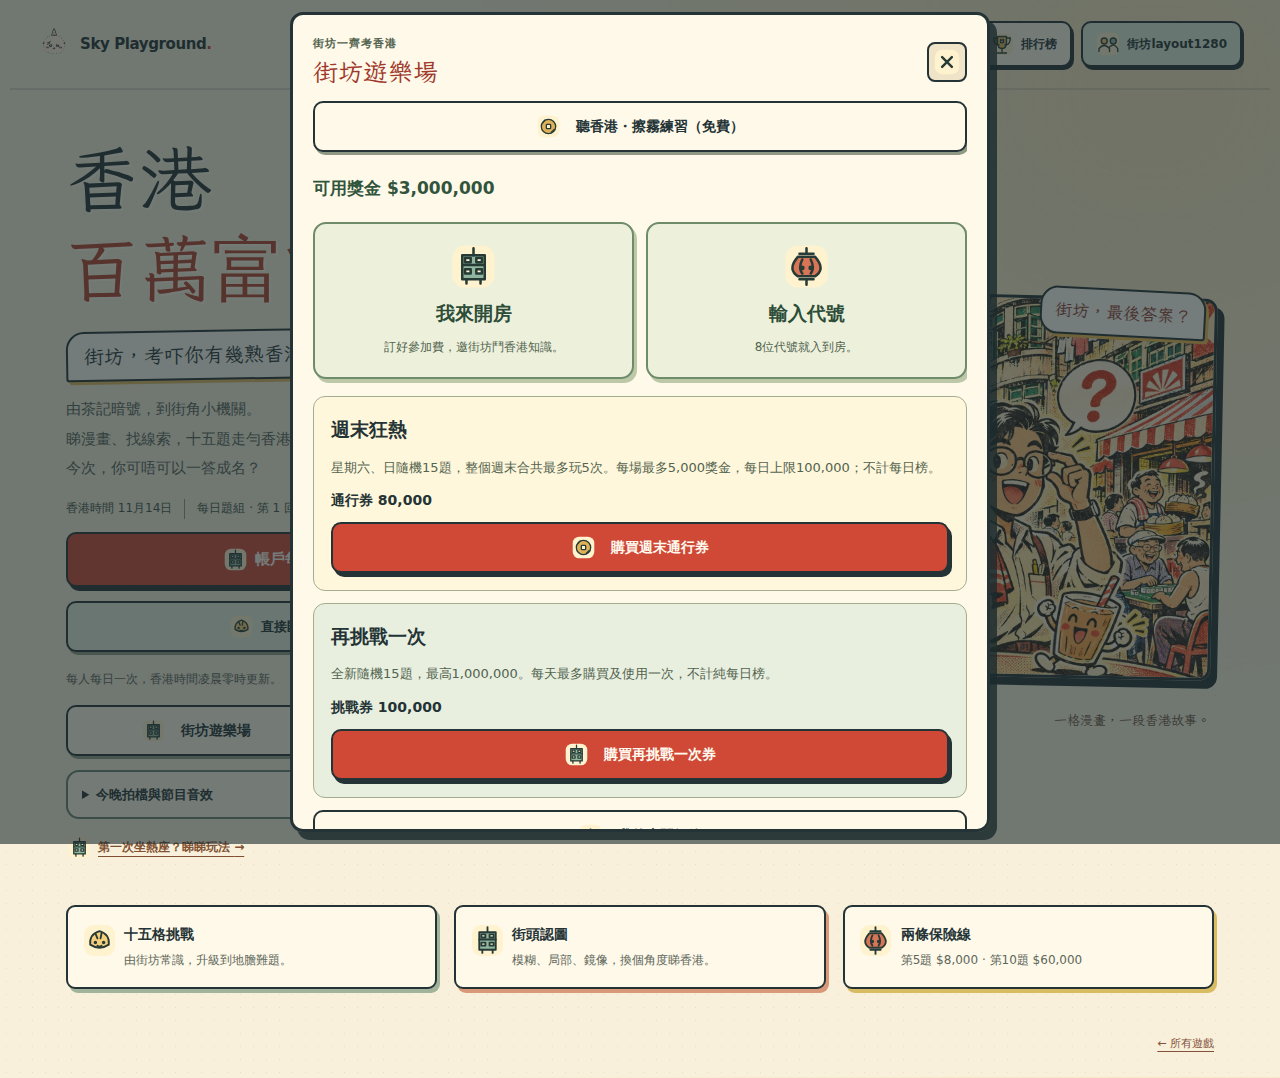 Sky Playground.
排行榜
街坊layout1280
香港
百萬富
街坊，考吓你有幾熟香
由茶記暗號，到街角小機關。
睇漫畫、找線索，十五題走勻香港
今次，你可唔可以一答成名？
香港時間 11月14日
每日題組 · 第 1
帳戶
直接
每人每日一次，香港時間凌晨零時更新。
街坊遊樂場
今晚拍檔與節目音效
第一次坐熱座？睇睇玩法 →
街坊一齊考香港
街坊遊樂場
聽香港・擦霧練習（免費）
可用獎金 $3,000,000
我來開房
訂好參加費，邀街坊鬥香港知識。
輸入代號
8位代號就入到房。
週末狂熱
星期六、日隨機15題，整個週末合共最多玩5次。每場最多5,000獎金，每日上限100,000；不計每日榜。
通行券 80,000
購買週末通行券
再挑戰一次
全新隨機15題，最高1,000,000。每天最多購買及使用一次，不計純每日榜。
挑戰券 100,000
購買再挑戰一次券
街坊，最後答案？
?
一格漫畫，一段香港故事。
十五格挑戰
由街坊常識，升級到地膽難題。
街頭認圖
模糊、局部、鏡像，換個角度睇香港。
兩條保險線
第5題 $8,000 · 第10題 $60,000
← 所有遊戲